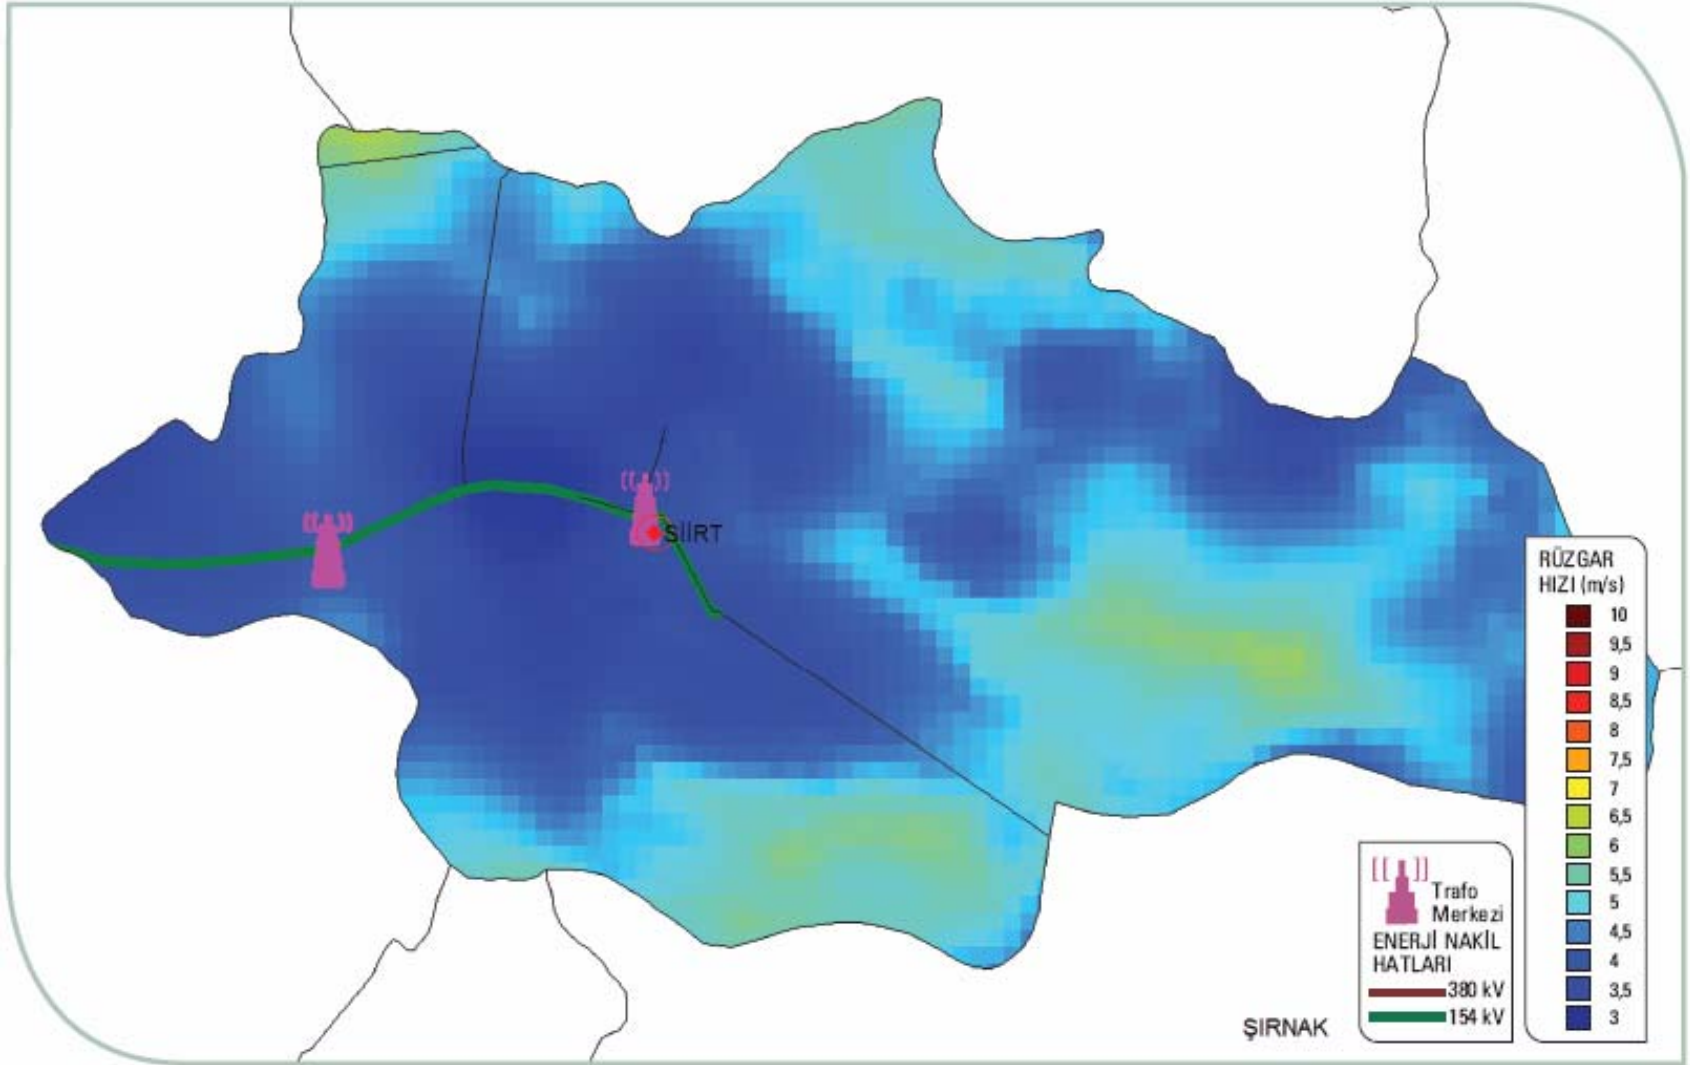 SİİRT
RÜZGAR
HIZI (m/s)
10
9,5
9
8,5
8
7,5
7
6,5
6
5,5
5
4,5
4
3,5
3
Trafo
Merkezi
ENERJİ NAKİL
HATLARI
380 kV
154 kV
ŞIRNAK